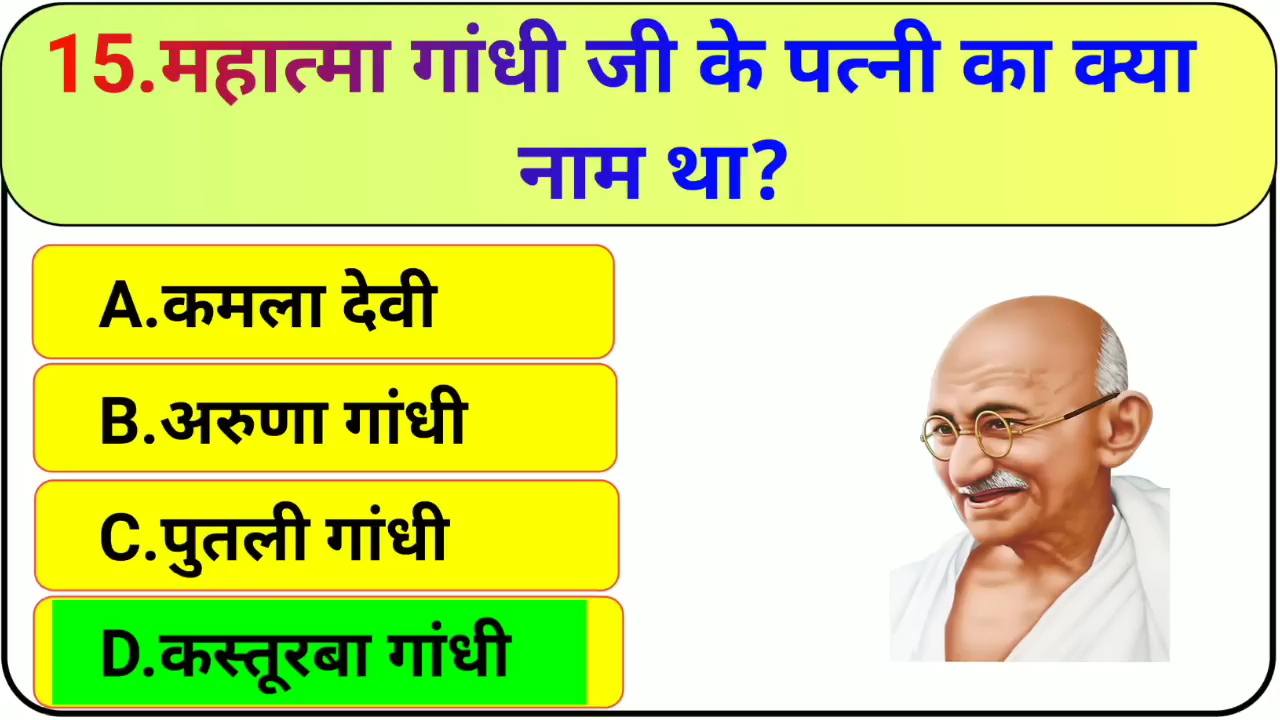 15.महात्मा गांधी जी के पत्नी का क्या
नाम था?
A.कमला देवी
B.अरुणा गांधी
C.पुतली गांधी
D.कस्तूरबा गांधी